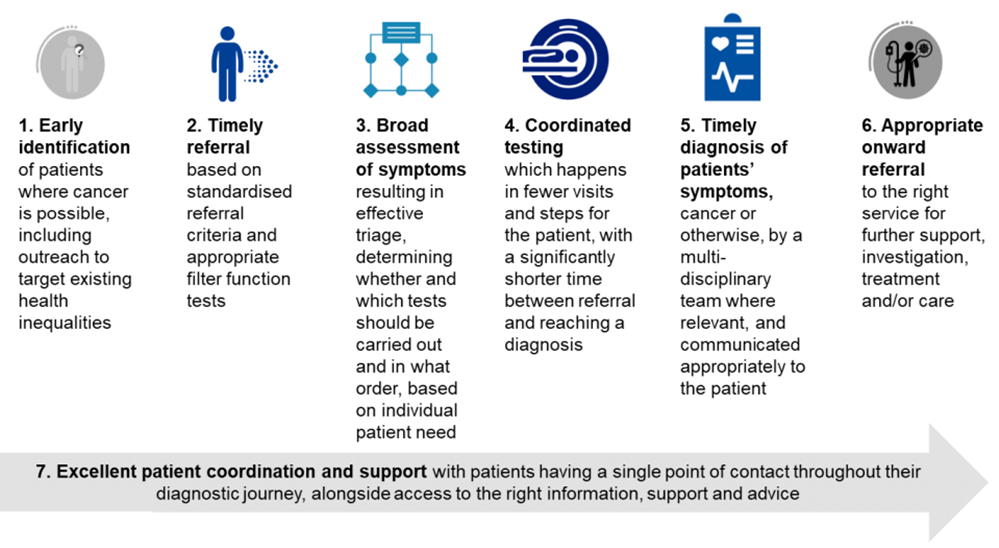 ?
1. Early
identification
of patients
where cancer
is possible,
including
outreach to
target existing
health
inequalities
2. Timely
referral
based on
standardised
referral
criteria and
appropriate
filter function
tests
3. Broad
assessment
of symptoms
resulting in
effective
triage,
determining
whether and
which tests
should be
carried out
and in what
order, based
on individual
patient need
4. Coordinated
testing
which happens
in fewer visits
and steps for
the patient, with
a significantly
shorter time
between referral
and reaching a
diagnosis
5. Timely
diagnosis of
patients’
symptoms,
cancer or
otherwise, by a
multi-
disciplinary
team where
relevant, and
communicated
appropriately to
the patient
6. Appropriate
onward
referral
to the right
service for
further support,
investigation,
treatment
and/or care
7. Excellent patient coordination and support with patients having a single point of contact throughout their
diagnostic journey, alongside access to the right information, support and advice